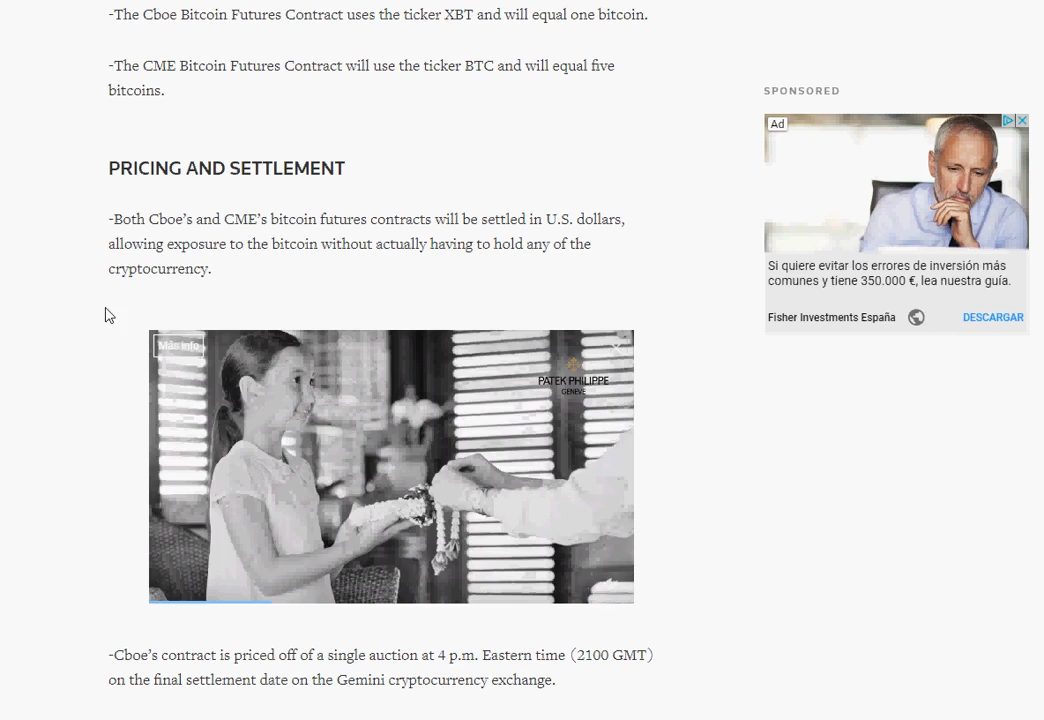 -The Cboe Bitcoin Futures Contract uses the ticker XBT and will equal one bitcoin.
-The CME Bitcoin Futures Contract will use the ticker BTC and will equal five
bitcoins.
PRICING AND SETTLEMENT
-Both Cboe’s and CME’s bitcoin futures contracts will be settled in U.S. dollars,
allowing exposure to the bitcoin without actually having to hold any of the
cryptocurrency.
Más info
PATEK PHILIPPE
GENEVE
-Cboe’s contract is priced off of a single auction at 4 p.m. Eastern time (2100 GMT)
on the final settlement date on the Gemini cryptocurrency exchange.
SPONSORED
Ad
Si quiere evitar los errores de inversión más
comunes y tiene 350.000 €, lea nuestra guía.
Fisher Investments España
DESCARGAR